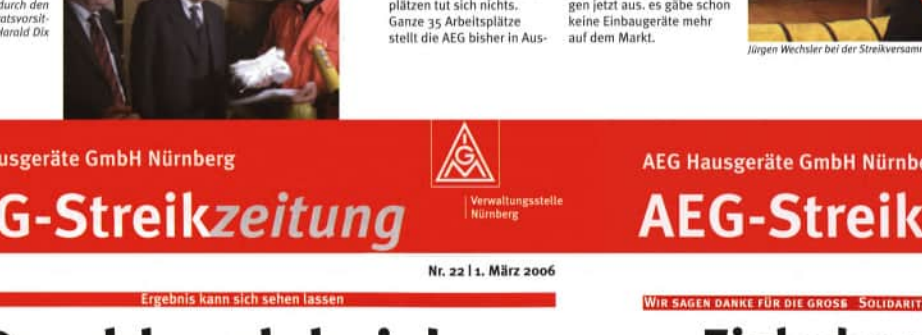 durch den
atsvorsit-
Harald Dix
plätzen tut sich nichts.
Ganze 35 Arbeitsplätze
stellt die AEG bisher in Aus-
gen jetzt aus. es gäbe schon
keine Einbaugeräte mehr
auf dem Markt.
Jürgen Wechsler bei der Streikversam
usgeräte GmbH Nürnberg
G-Streikzeitung
IGM
Verwaltungsstelle
Nürnberg
Nr. 22 | 1. März 2006
Ergebnis kann sich sehen lassen
AEG Hausgeräte GmbH Nürnbe
AEG-Streik
WIR SAGEN DANKE FÜR DIE GROSS SOLIDARIT